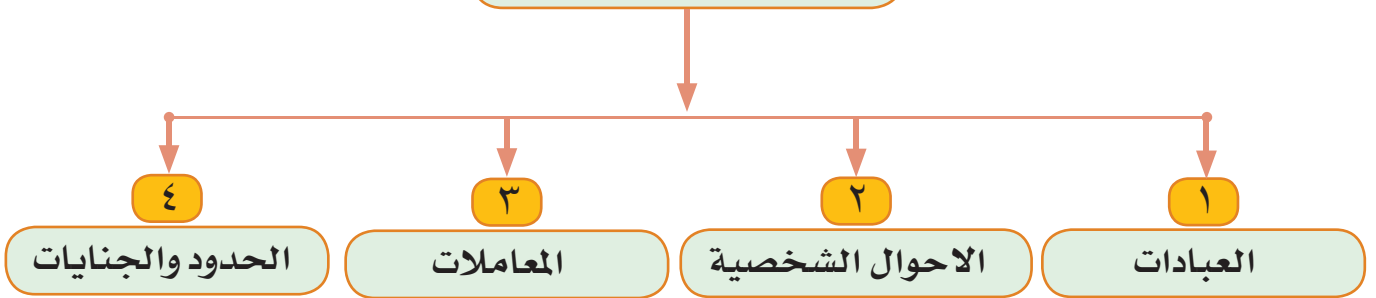 ١
٢
٣
٤
العبادات
الاحوال الشخصية
المعاملات
الحدود والجنايات